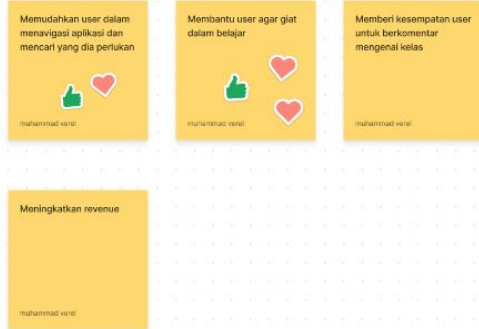 Memudahkan user dalam
menavigasi aplikasi dan
mencari yang dia perlukan
muhammad verel
Membantu user agar giat
dalam belajar
muhammad verel
Memberi kesempatan user
untuk berkomentar
mengenai kelas
muhammad verel
Meningkatkan revenue
muhammad verel